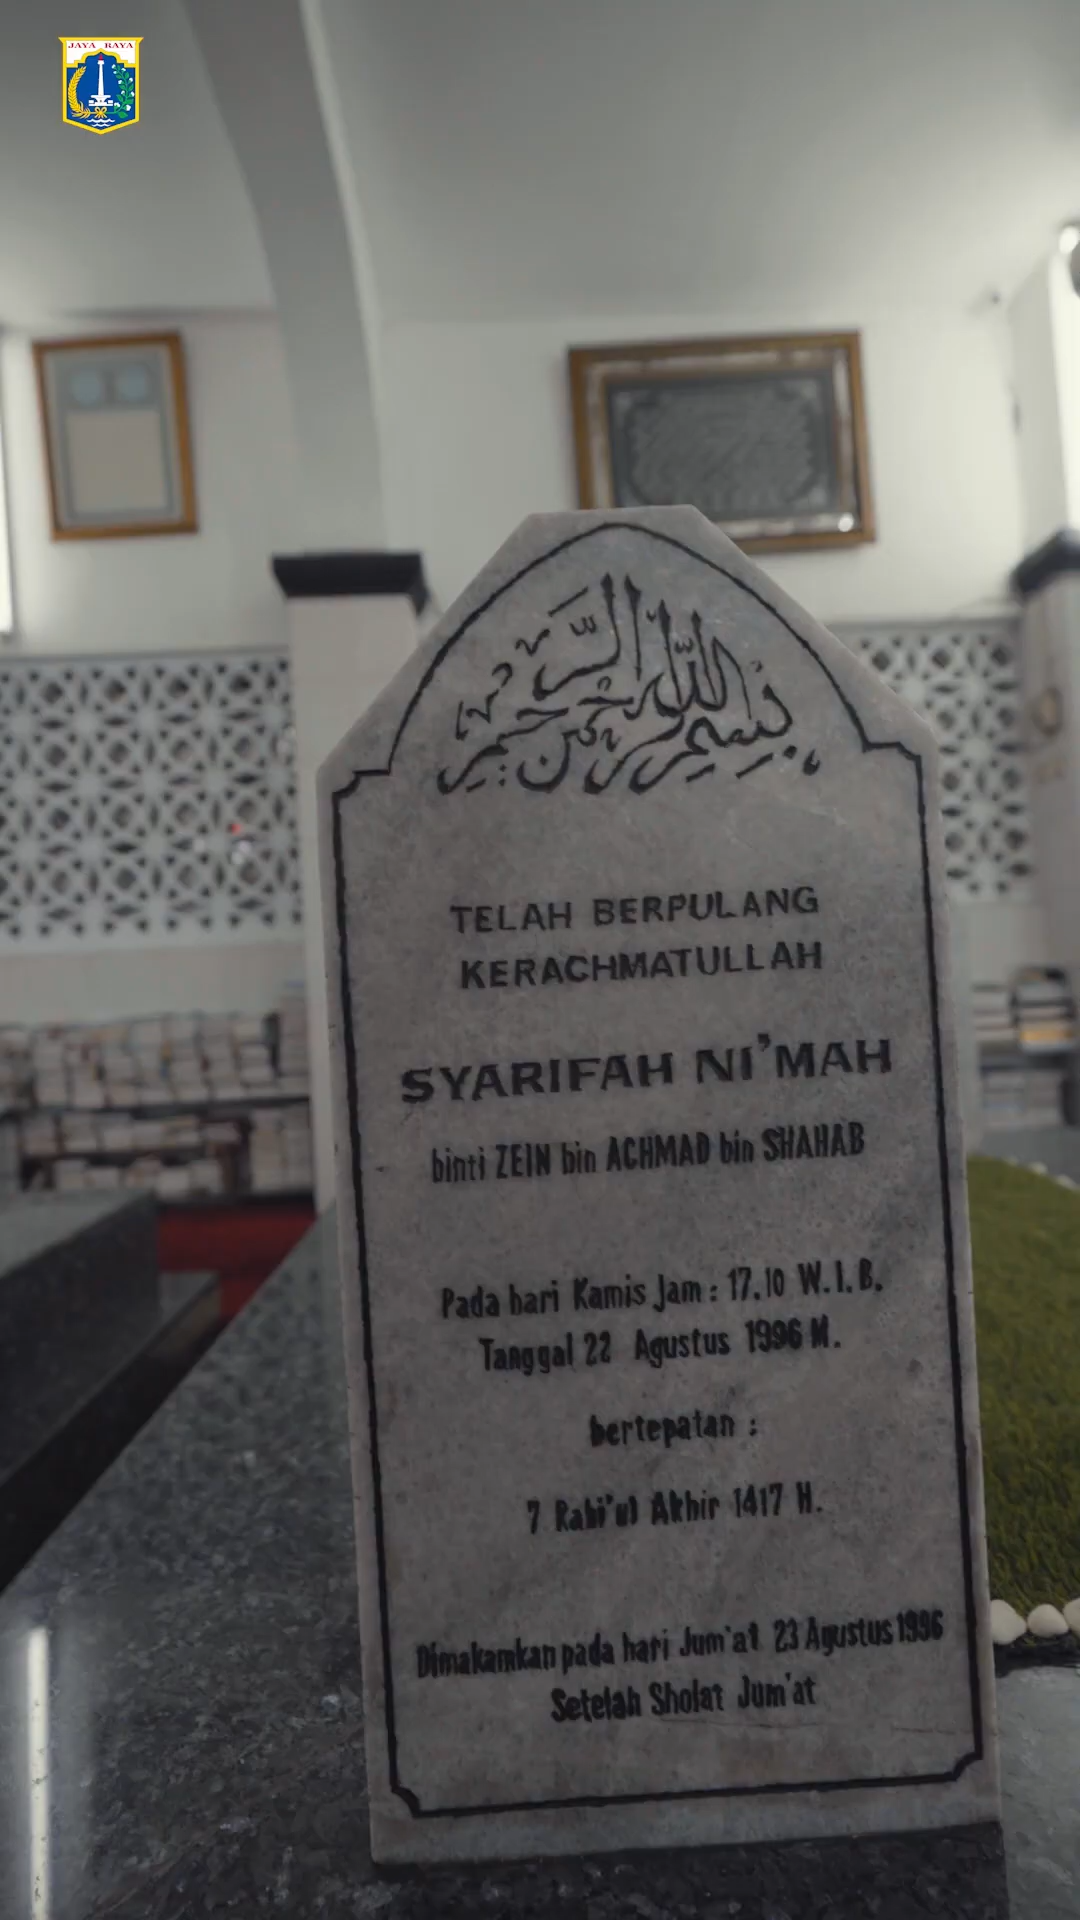 JAYA RAYA
بسم الله الرحمن الرحيم
TELAH BERPULANG
KERACHMATULLAH
SYARIFAH NI'MAH
binti ZEIN bin ACHMAD bin SHAHAB
Pada hari Kamis Jam : 17.10 W.I.B.
Tanggal 22 Agustus 1996 M.
bertepatan :
7 Rabi'ul Akhir 1417 H.
Dimakamkan pada hari Jum'at 23 Agustus 1996
Setelah Sholat Jum'at